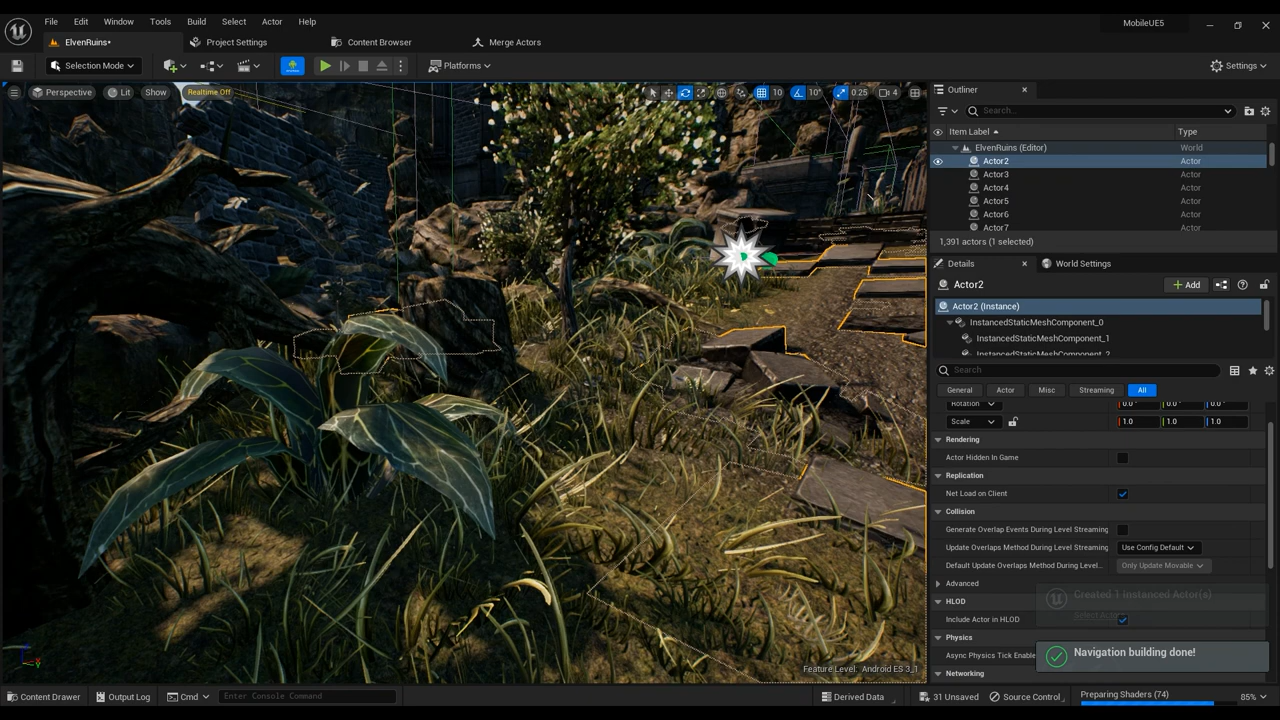 File Edit Window Tools Build Select Actor Help
MobileUE5
ElvenRuins• Project Settings Content Browser Merge Actors
Selection Mode Platforms Settings
Perspective Lit Show Realtime Off 10 10° 0.25 4
Outliner
Search...
Item Label Type
ElvenRuins (Editor) World
Actor2 Actor
Actor3 Actor
Actor4 Actor
Actor5 Actor
Actor6 Actor
Actor7 Actor
1,391 actors (1 selected)
Details World Settings
Actor2 Add
Actor2 (Instance)
InstancedStaticMeshComponent_0
InstancedStaticMeshComponent_1
InstancedStaticMeshComponent_2
Search
General Actor Misc Streaming All
Rotation 0.0° 0.0° 0.0°
Scale 1.0 1.0 1.0
Rendering
Actor Hidden In Game
Replication
Net Load on Client
Collision
Generate Overlap Events During Level Streaming
Update Overlaps Method During Level Streaming Use Config Default
Default Update Overlaps Method During Level... Only Update Movable
Advanced
Created 1 Instanced Actor(s)
HLOD
Include Actor in HLOD
Physics
Navigation building done!
Async Physics Tick Enable
Networking
Feature Level: Android ES 3_1
Content Drawer Output Log Cmd Enter Console Command Derived Data 31 Unsaved Source Control Preparing Shaders (74) 85%